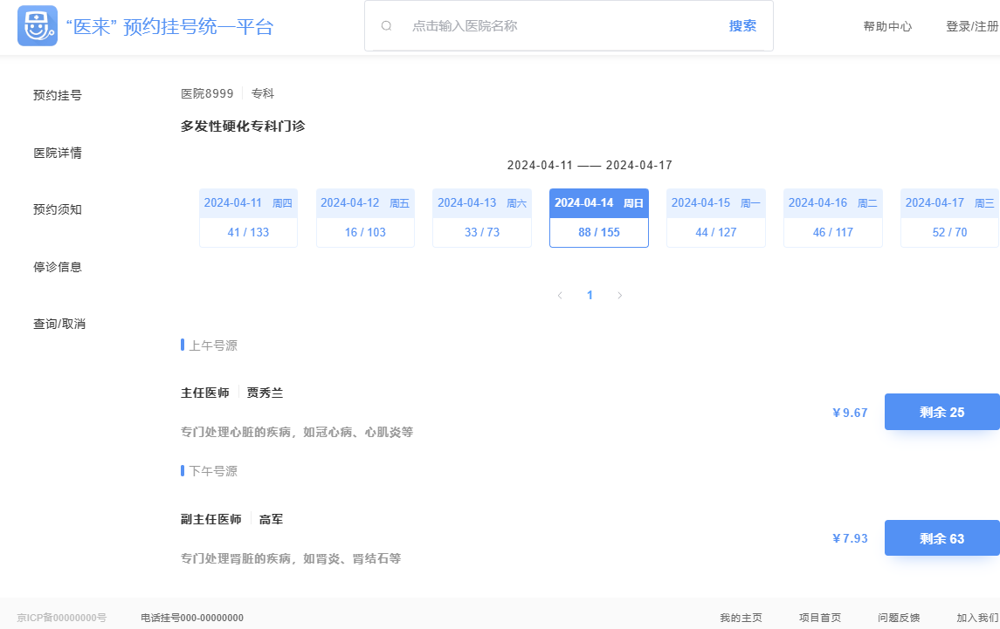 “医来” 预约挂号统一平台
点击输入医院名称 搜索
帮助中心 登录/注册
预约挂号
医院详情
预约须知
停诊信息
查询/取消
医院8999 专科
多发性硬化专科门诊
2024-04-11 —— 2024-04-17
2024-04-11 周四 2024-04-12 周五 2024-04-13 周六 2024-04-14 周日 2024-04-15 周一 2024-04-16 周二 2024-04-17 周三
41 / 133 16 / 103 33 / 73 88 / 155 44 / 127 46 / 117 52 / 70
1
上午号源
主任医师 贾秀兰
¥9.67 剩余 25
专门处理心脏的疾病，如冠心病、心肌炎等
下午号源
副主任医师 高军
¥7.93 剩余 63
专门处理肾脏的疾病，如肾炎、肾结石等
京ICP备00000000号 电话挂号000-00000000 我的主页 项目首页 问题反馈 加入我们